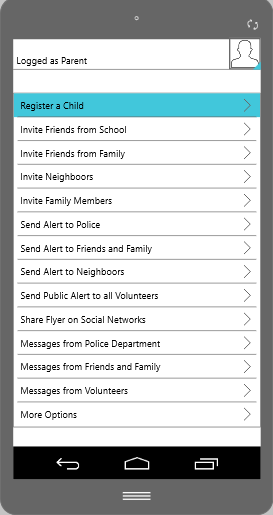 Logged as Parent
Register a Child
Invite Friends from School
Invite Friends from Family
Invite Neighboors
Invite Family Members
Send Alert to Police
Send Alert to Friends and Family
Send Alert to Neighboors
Send Public Alert to all Volunteers
Share Flyer on Social Networks
Messages from Police Department
Messages from Friends and Family
Messages from Volunteers
More Options